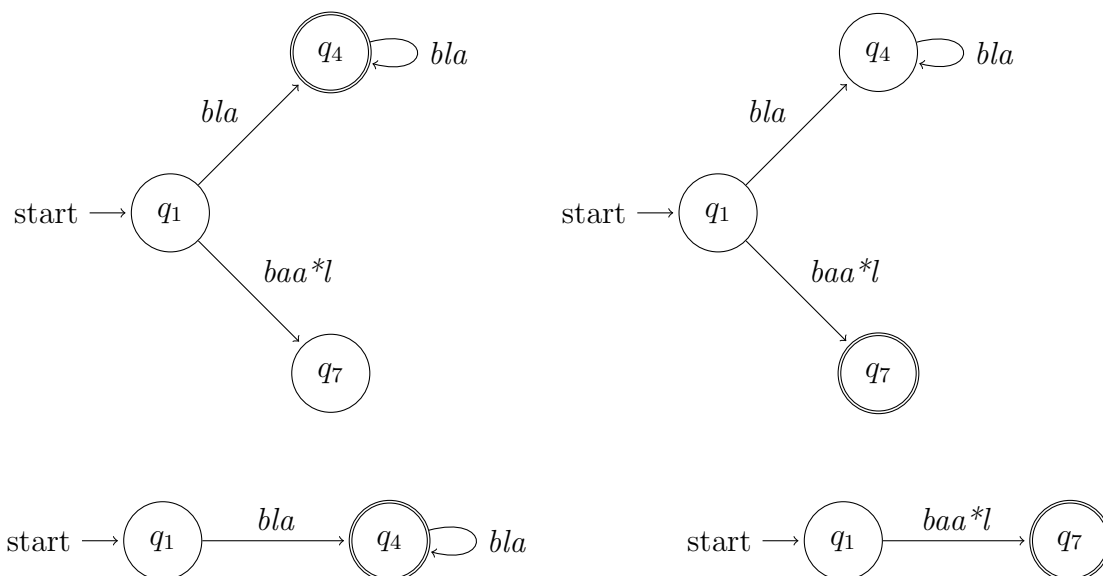 q4 bla q4 bla
bla bla
start q1 start q1
baa*l baa*l
q7 q7
start q1 bla q4 bla start q1 baa*l q7